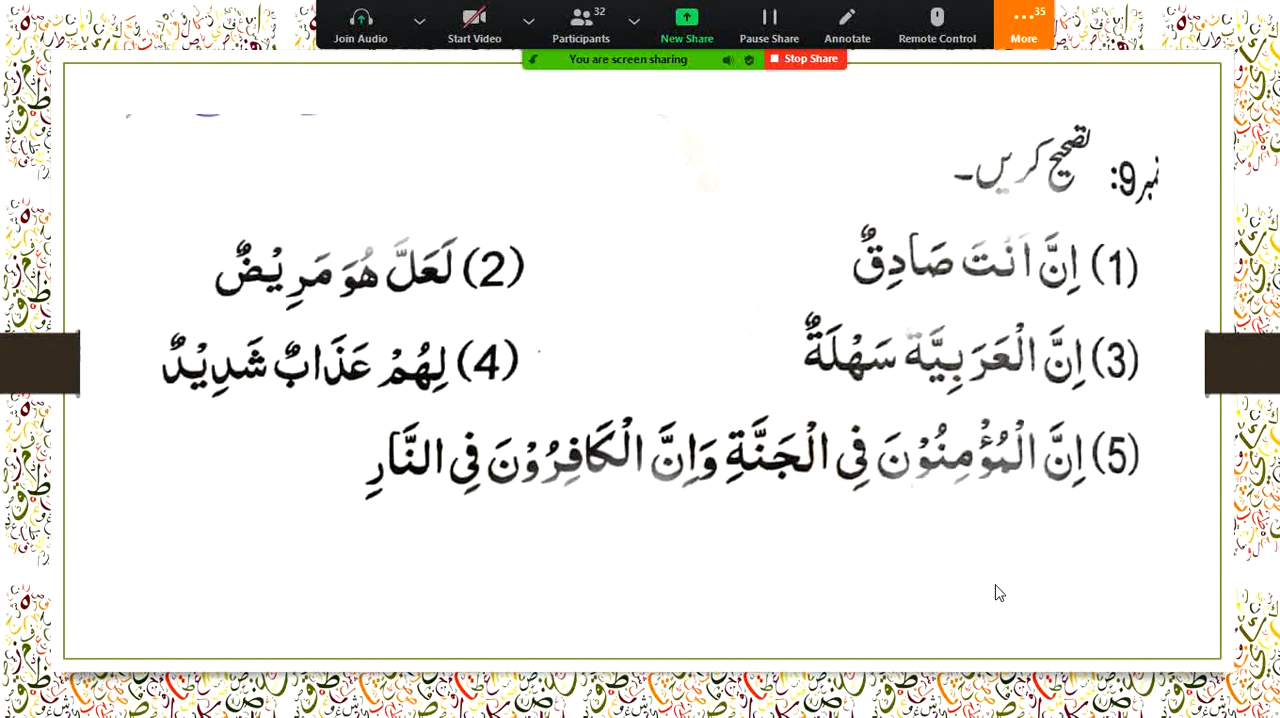 Join Audio Start Video Participants 32 New Share Pause Share Annotate Remote Control More 35
You are screen sharing Stop Share
نمبر9: تصحیح کریں۔
(1) اِنَّ اَنْتَ صَادِقٌ (2) لَعَلَّ هُوَ مَرِيْضٌ
(3) اِنَّ الْعَرَبِيَّة سَهْلَةٌ (4) لِهُمْ عَذَابٌ شَدِيْدٌ
(5) اِنَّ الْمُؤْمِنُوْنَ فِي الْجَنَّةِ وَاِنَّ الْكَافِرُوْنَ فِي النَّارِ